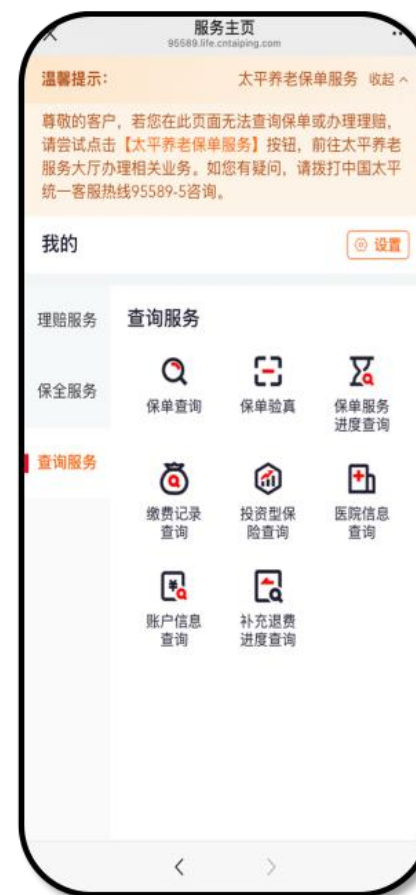 服务主页
95589.life.cntaiping.com
温馨提示：
太平养老保单服务 收起
尊敬的客户，若您在此页面无法查询保单或办理理赔，
请尝试点击【太平养老保单服务】按钮，前往太平养老
服务大厅办理相关业务。如您有疑问，请拨打中国太平
统一客服热线95589-5咨询。
我的
设置
理赔服务
保全服务
查询服务
查询服务
保单查询
保单验真
保单服务
进度查询
缴费记录
查询
投资型保
险查询
医院信息
查询
账户信息
查询
补充退费
进度查询